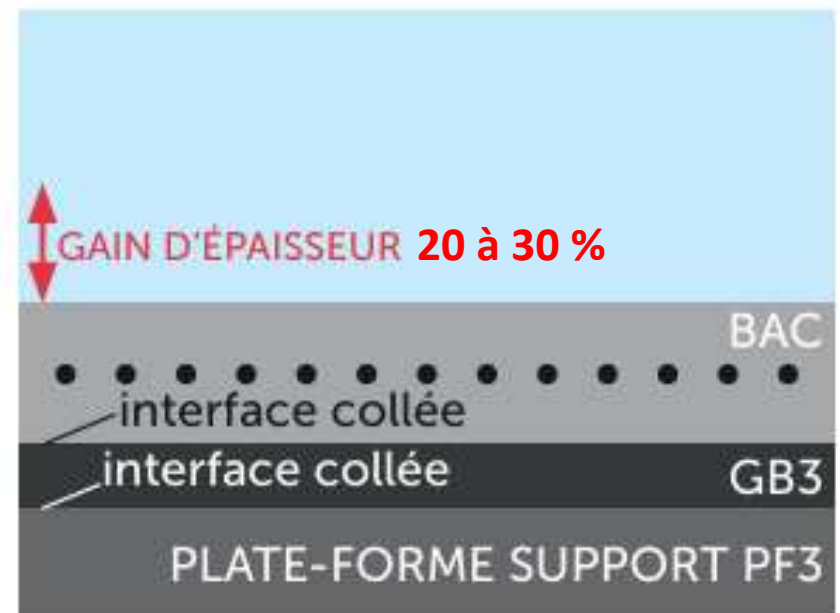 GAIN D'ÉPAISSEUR 20 à 30 %
BAC
interface collée
interface collée GB3
PLATE-FORME SUPPORT PF3